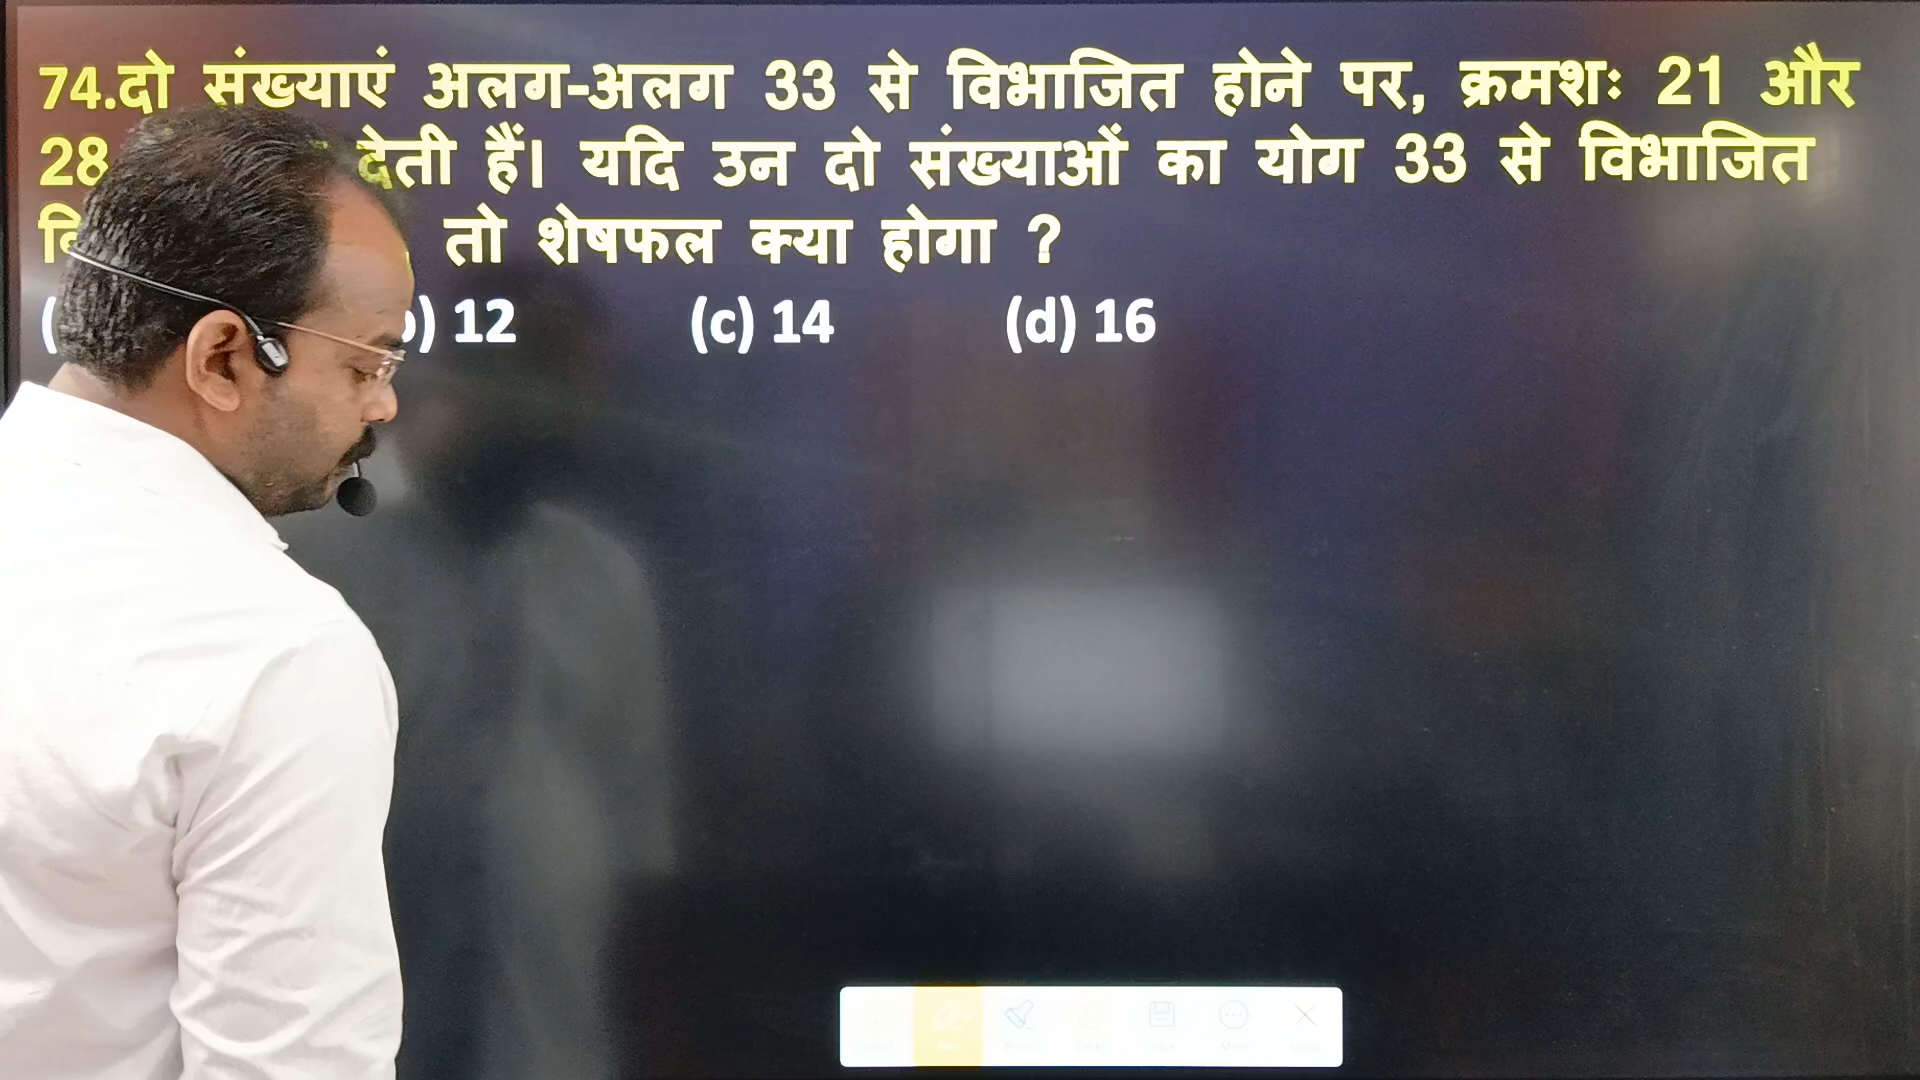 74.दो संख्याएं अलग-अलग 33 से विभाजित होने पर, क्रमशः 21 और
28 देती हैं। यदि उन दो संख्याओं का योग 33 से विभाजित
तो शेषफल क्या होगा ?
12 (c) 14 (d) 16